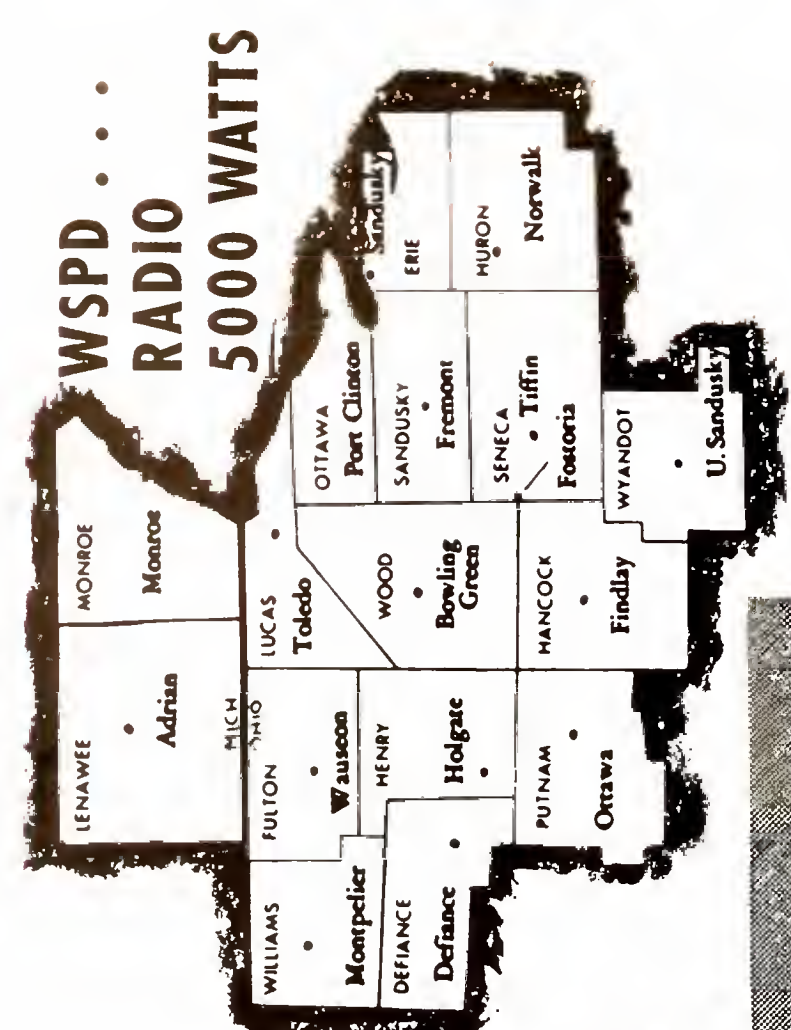 WSPD . . . .
RADIO
5000 WATTS
LENAWEE
Adrian
MONROE
Monroe
MICH
OHIO
WILLIAMS
Montpelier
FULTON
Wauseon
LUCAS
Toledo
OTTAWA
Port Clinton
Sandusky
ERIE
DEFIANCE
Defiance
HENRY
Holgate
WOOD
Bowling
Green
SANDUSKY
Fremont
HURON
Norwalk
SENECA
Tiffin
Fostoria
PUTNAM
Ottawa
HANCOCK
Findlay
WYANDOT
U. Sandusky